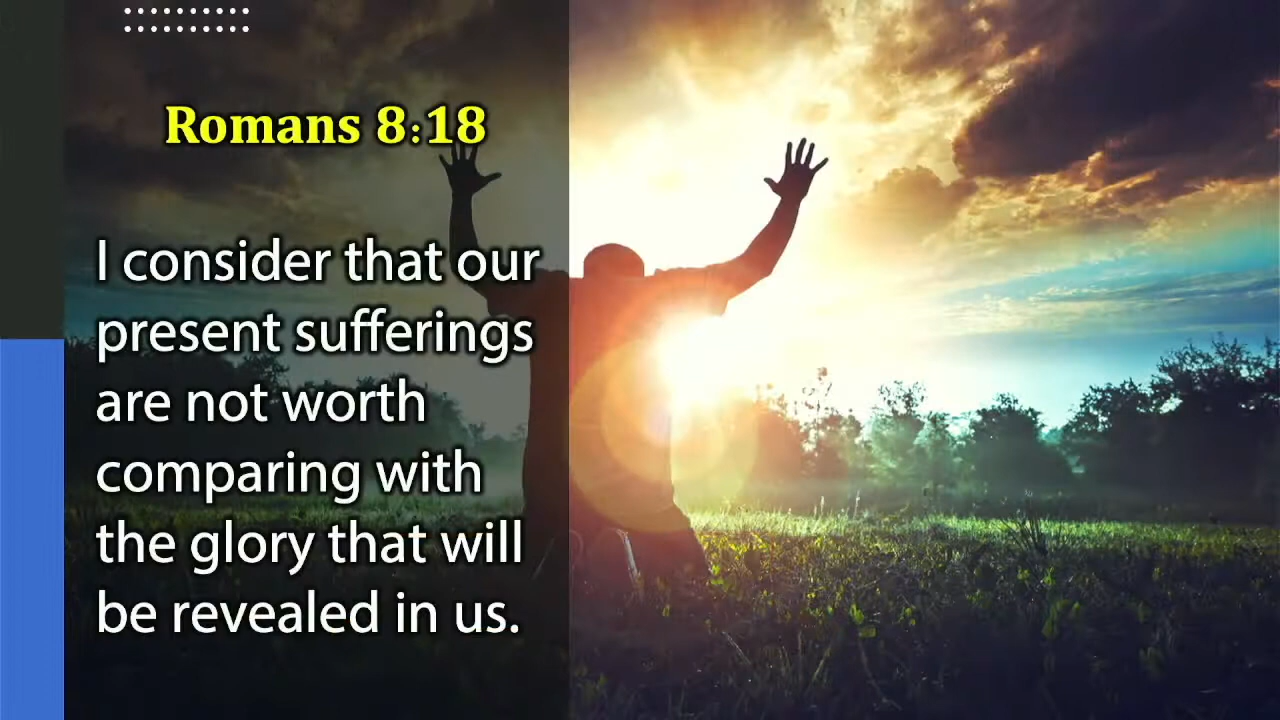 Romans 8:18
I consider that our
present sufferings
are not worth
comparing with
the glory that will
be revealed in us.